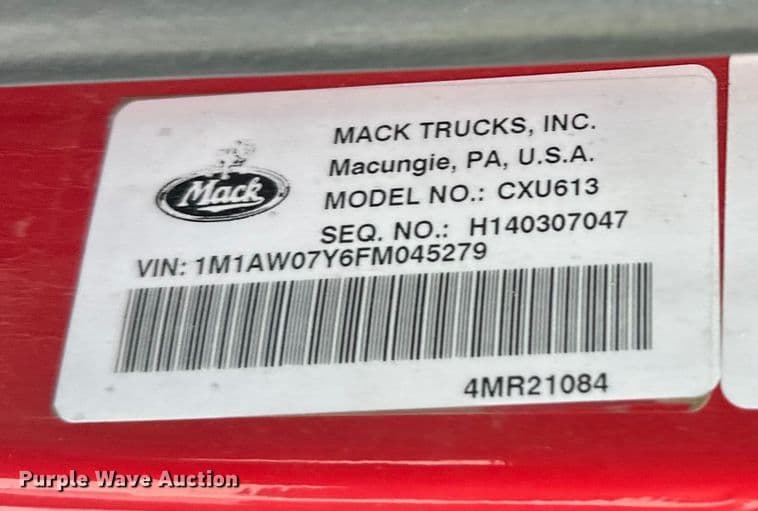 MACK TRUCKS, INC.
Macungie, PA, U.S.A.
Mack
MODEL NO.: CXU613
SEQ. NO.: H140307047
VIN: 1M1AW07Y6FM045279
4MR21084
Purple Wave Auction